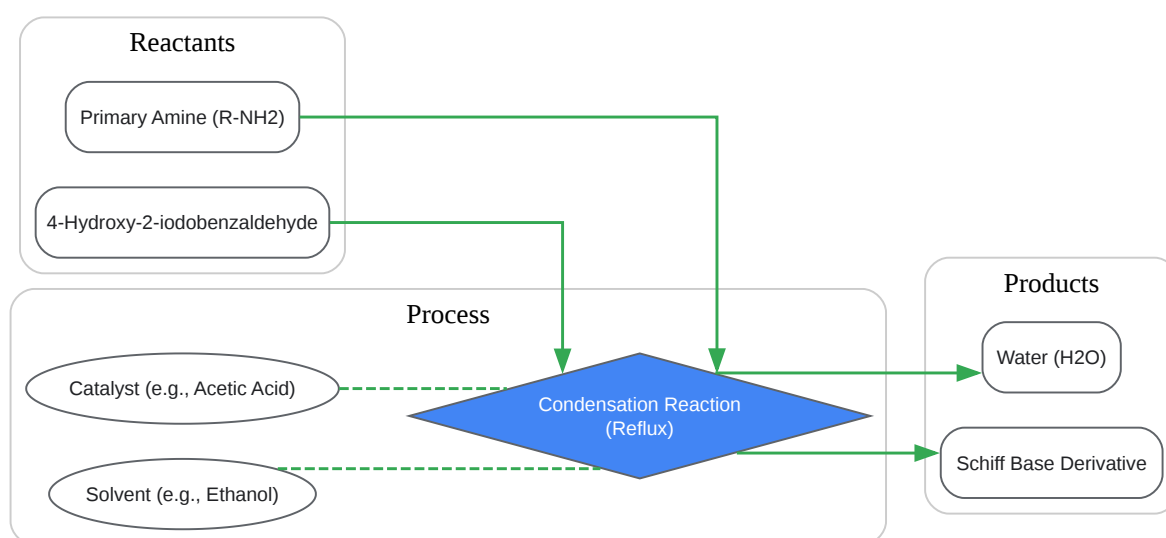 Reactants
Primary Amine (R-NH2)
4-Hydroxy-2-iodobenzaldehyde
Process
Catalyst (e.g., Acetic Acid)
Condensation Reaction
(Reflux)
Solvent (e.g., Ethanol)
Products
Water (H2O)
Schiff Base Derivative